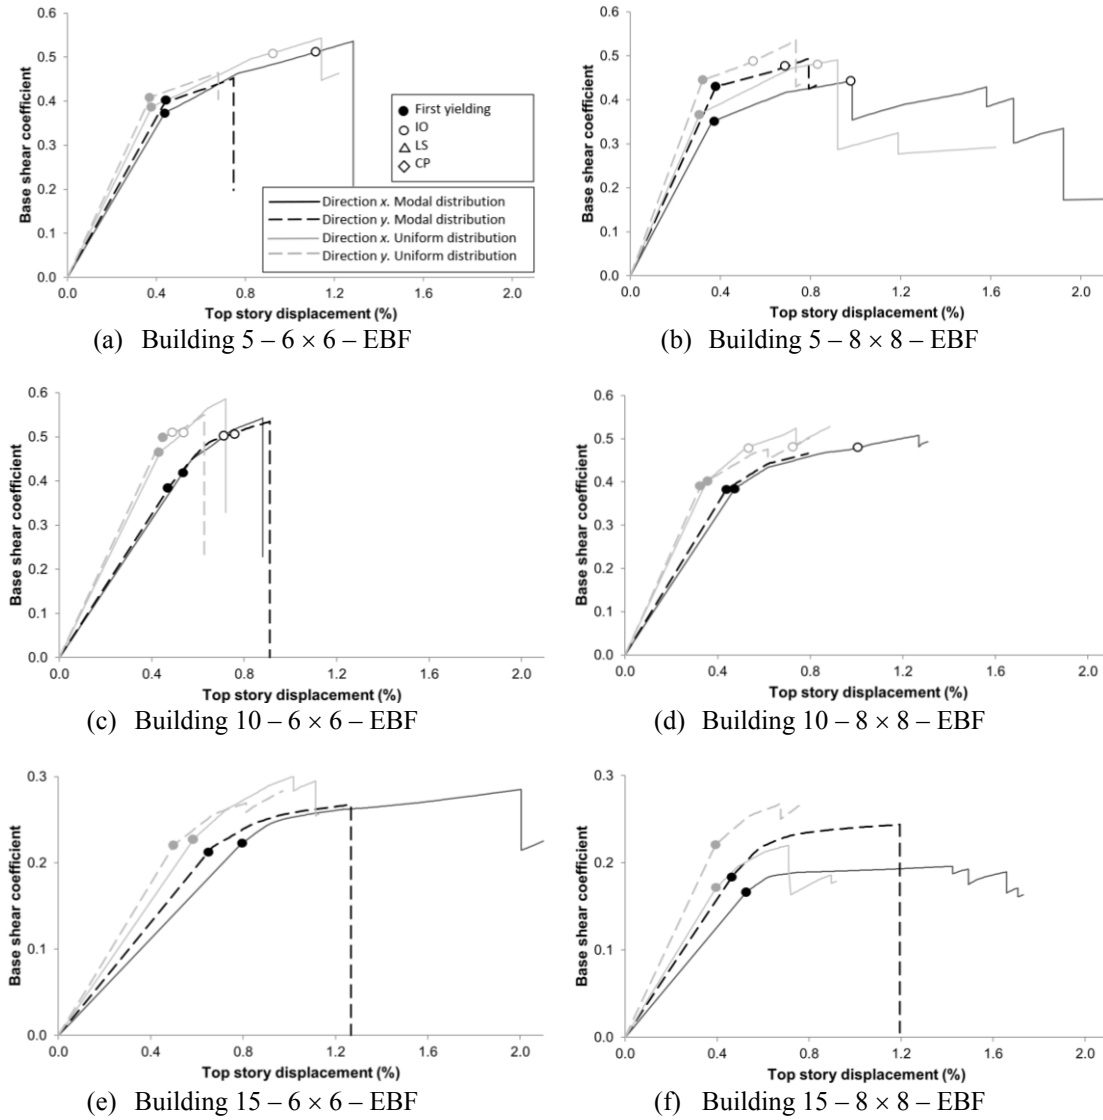 Base shear coefficient
0.6
0.5
0.4
0.3
0.2
0.1
0.0
First yielding
IO
LS
CP
Direction x. Modal distribution
Direction y. Modal distribution
Direction x. Uniform distribution
Direction y. Uniform distribution
0.0 0.4 0.8 1.2 1.6 2.0
Top story displacement (%)
(a) Building 5 – 6 × 6 – EBF
Base shear coefficient
0.6
0.5
0.4
0.3
0.2
0.1
0.0
0.0 0.4 0.8 1.2 1.6 2.0
Top story displacement (%)
(b) Building 5 – 8 × 8 – EBF
Base shear coefficient
0.6
0.5
0.4
0.3
0.2
0.1
0.0
0.0 0.4 0.8 1.2 1.6 2.0
Top story displacement (%)
(c) Building 10 – 6 × 6 – EBF
Base shear coefficient
0.6
0.5
0.4
0.3
0.2
0.1
0.0
0.0 0.4 0.8 1.2 1.6 2.0
Top story displacement (%)
(d) Building 10 – 8 × 8 – EBF
Base shear coefficient
0.3
0.2
0.1
0.0
0.0 0.4 0.8 1.2 1.6 2.0
Top story displacement (%)
(e) Building 15 – 6 × 6 – EBF
Base shear coefficient
0.3
0.2
0.1
0.0
0.0 0.4 0.8 1.2 1.6 2.0
Top story displacement (%)
(f) Building 15 – 8 × 8 – EBF